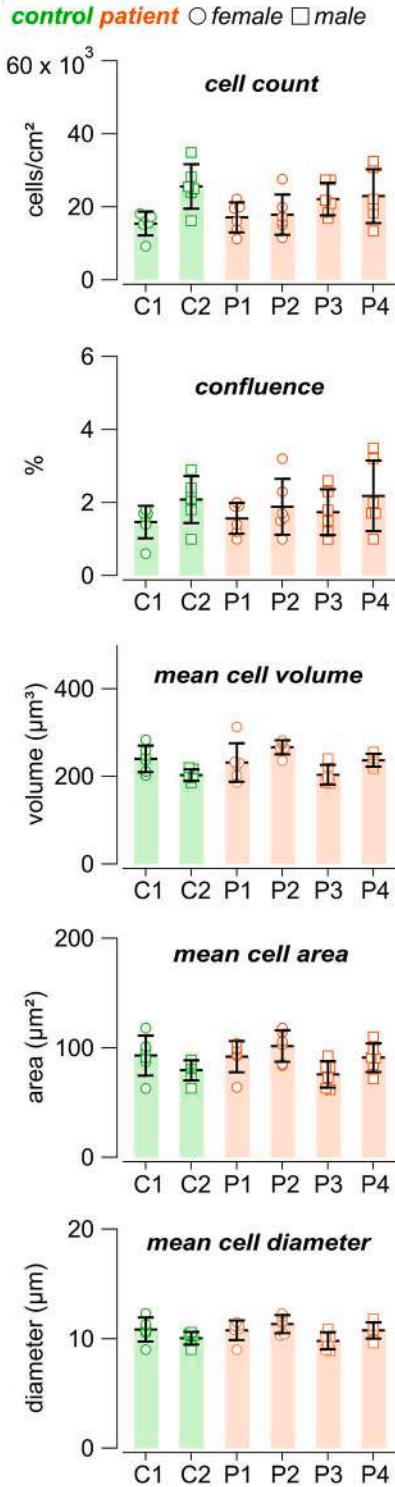 control patient ○ female □ male
60 x 10³
cell count
40
cells/cm²
20
0
C1 C2 P1 P2 P3 P4
6
confluence
4
%
2
0
C1 C2 P1 P2 P3 P4
mean cell volume
400
volume (µm³)
200
0
C1 C2 P1 P2 P3 P4
200
mean cell area
area (µm²)
100
0
C1 C2 P1 P2 P3 P4
20
mean cell diameter
diameter (µm)
10
0
C1 C2 P1 P2 P3 P4